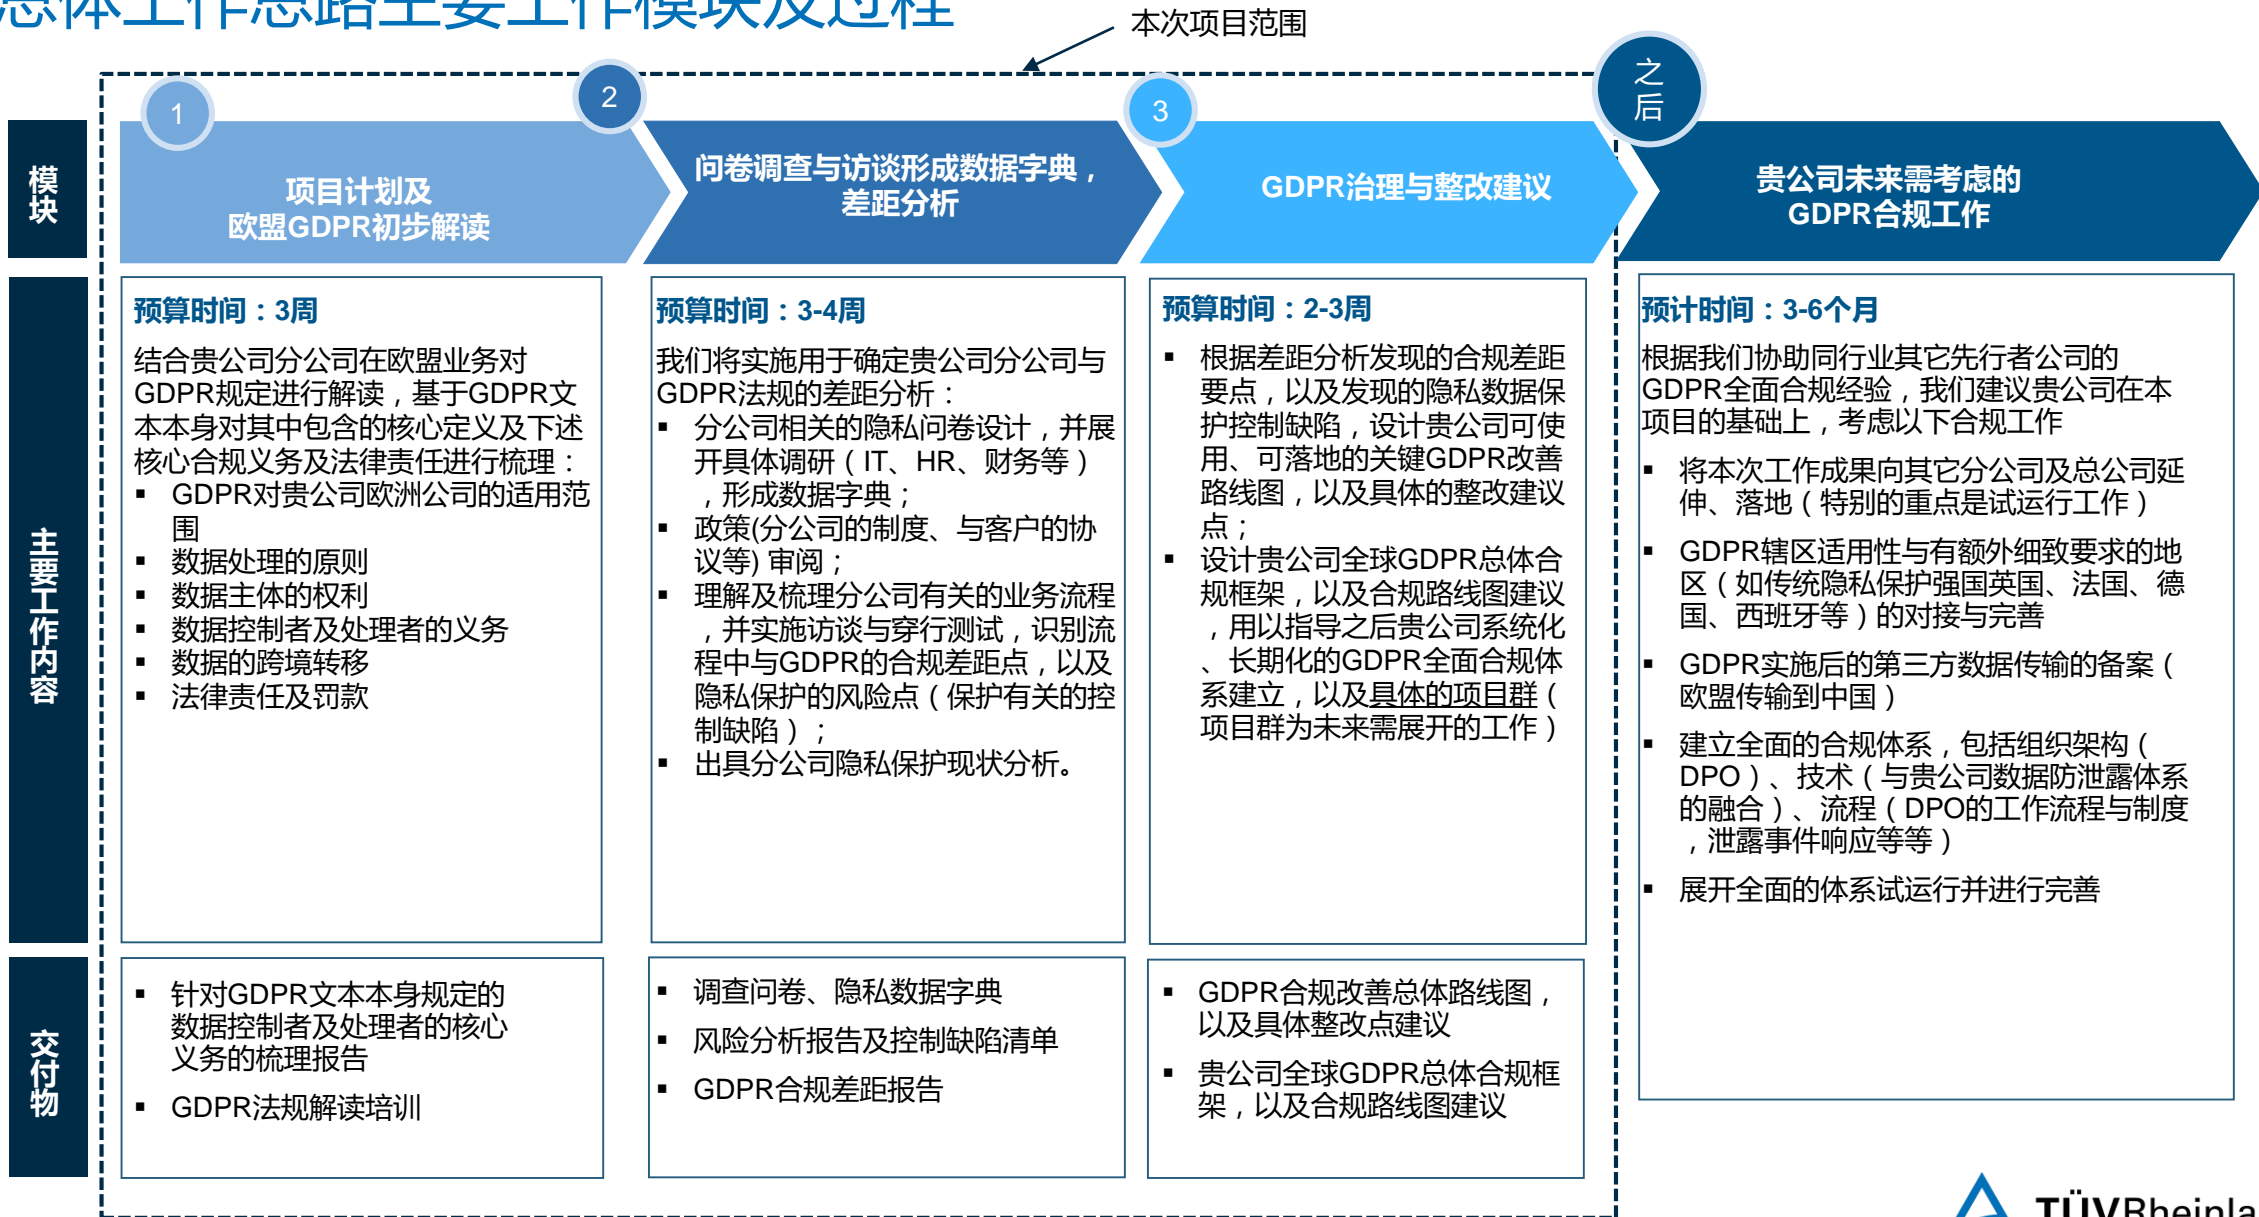 总体工作思路主要工作模块及过程
本次项目范围
1
2
3
之
后
模
块
项目计划及
欧盟GDPR初步解读
问卷调查与访谈形成数据字典，
差距分析
GDPR治理与整改建议
贵公司未来需考虑的
GDPR合规工作
主
要
工
作
内
容
预算时间：3周
结合贵公司分公司在欧盟业务对
GDPR规定进行解读，基于GDPR文
本本身对其中包含的核心定义及下述
核心合规义务及法律责任进行梳理：
▪ GDPR对贵公司欧洲公司的适用范
围
▪ 数据处理的原则
▪ 数据主体的权利
▪ 数据控制者及处理者的义务
▪ 数据的跨境转移
▪ 法律责任及罚款
预算时间：3-4周
我们将实施用于确定贵公司分公司与
GDPR法规的差距分析：
▪ 分公司相关的隐私问卷设计，并展
开具体调研（IT、HR、财务等）
，形成数据字典；
▪ 政策(分公司的制度、与客户的协
议等) 审阅；
▪ 理解及梳理分公司有关的业务流程
，并实施访谈与穿行测试，识别流
程中与GDPR的合规差距点，以及
隐私保护的风险点（保护有关的控
制缺陷）；
▪ 出具分公司隐私保护现状分析。
预算时间：2-3周
▪ 根据差距分析发现的合规差距
要点，以及发现的隐私数据保
护控制缺陷，设计贵公司可使
用、可落地的关键GDPR改善
路线图，以及具体的整改建议
点；
▪ 设计贵公司全球GDPR总体合
规框架，以及合规路线图建议
，用以指导之后贵公司系统化
、长期化的GDPR全面合规体
系建立，以及具体的项目群（
项目群为未来需展开的工作）
预计时间：3-6个月
根据我们协助同行业其它先行者公司的
GDPR全面合规经验，我们建议贵公司在本
项目的基础上，考虑以下合规工作
▪ 将本次工作成果向其它分公司及总公司延
伸、落地（特别的重点是试运行工作）
▪ GDPR辖区适用性与有额外细致要求的地
区（如传统隐私保护强国英国、法国、德
国、西班牙等）的对接与完善
▪ GDPR实施后的第三方数据传输的备案（
欧盟传输到中国）
▪ 建立全面的合规体系，包括组织架构（
DPO）、技术（与贵公司数据防泄露体系
的融合）、流程（DPO的工作流程与制度
，泄露事件响应等等）
▪ 展开全面的体系试运行并进行完善
交
付
物
▪ 针对GDPR文本本身规定的
数据控制者及处理者的核心
义务的梳理报告
▪ GDPR法规解读培训
▪ 调查问卷、隐私数据字典
▪ 风险分析报告及控制缺陷清单
▪ GDPR合规差距报告
▪ GDPR合规改善总体路线图，
以及具体整改点建议
▪ 贵公司全球GDPR总体合规框
架，以及合规路线图建议
TÜVRheinla